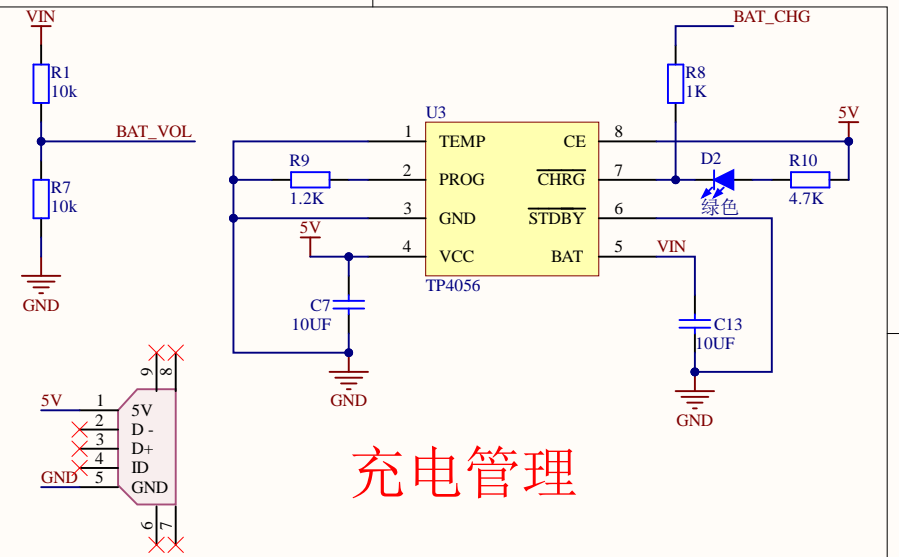 VIN
R1
10k
BAT_VOL
R7
10k
GND
BAT_CHG
R8
1K
5V
U3
1
TEMP
CE
8
R9
1.2K
2
PROG
CHRG
7
D2
绿色
R10
4.7K
3
GND
STDBY
6
5V
4
VCC
BAT
5
VIN
TP4056
C7
10UF
GND
C13
10UF
GND
9
8
5V
1
5V
2
D -
3
D+
4
ID
GND
5
GND
6
7
充电管理